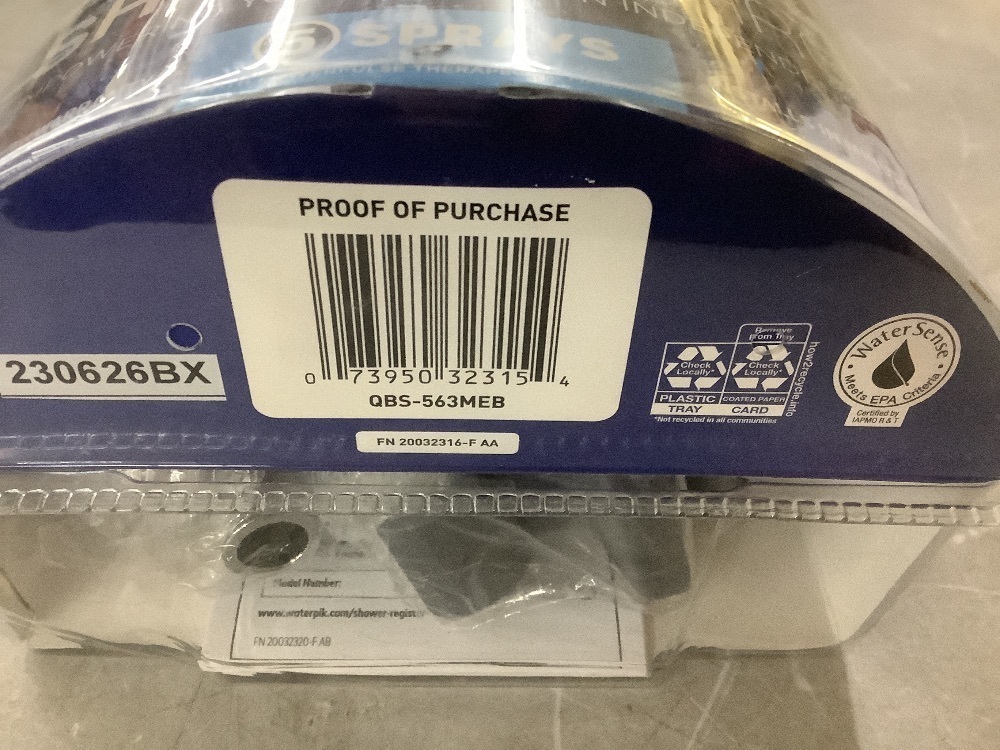 5 SPRAYS
PROOF OF PURCHASE
0 73950 32315 4
QBS-563MEB
230626BX
FN 20032316-F AA
Remove
from Tray
Check
Locally*
Check
Locally*
PLASTIC
TRAY
COATED PAPER
CARD
*Not recycled in all communities
how2recycle.info
WaterSense
Meets EPA Criteria
Certified by
IAPMO R & T
Model Number:
www.waterpik.com/shower-regist
FN 20032320-F AB